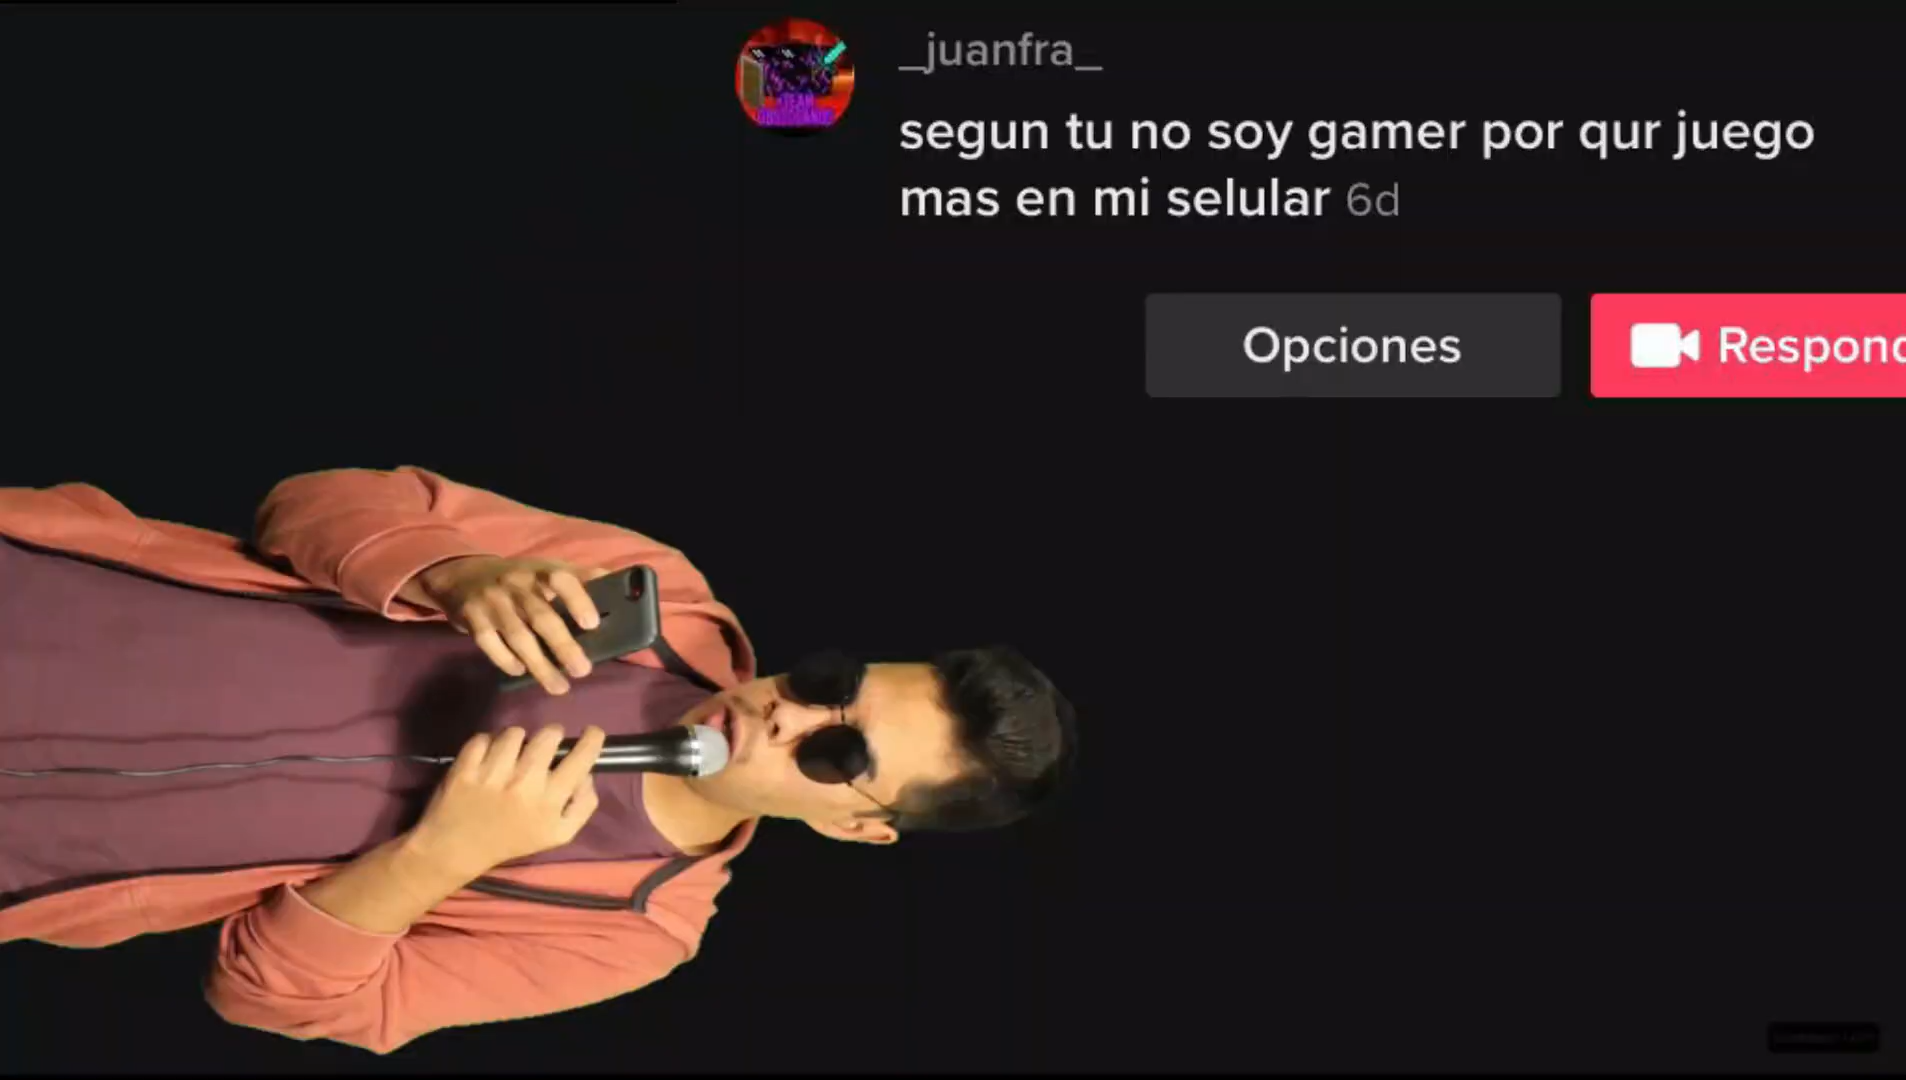 _juanfra_
segun tu no soy gamer por qur juego
mas en mi selular 6d
Opciones
Respond